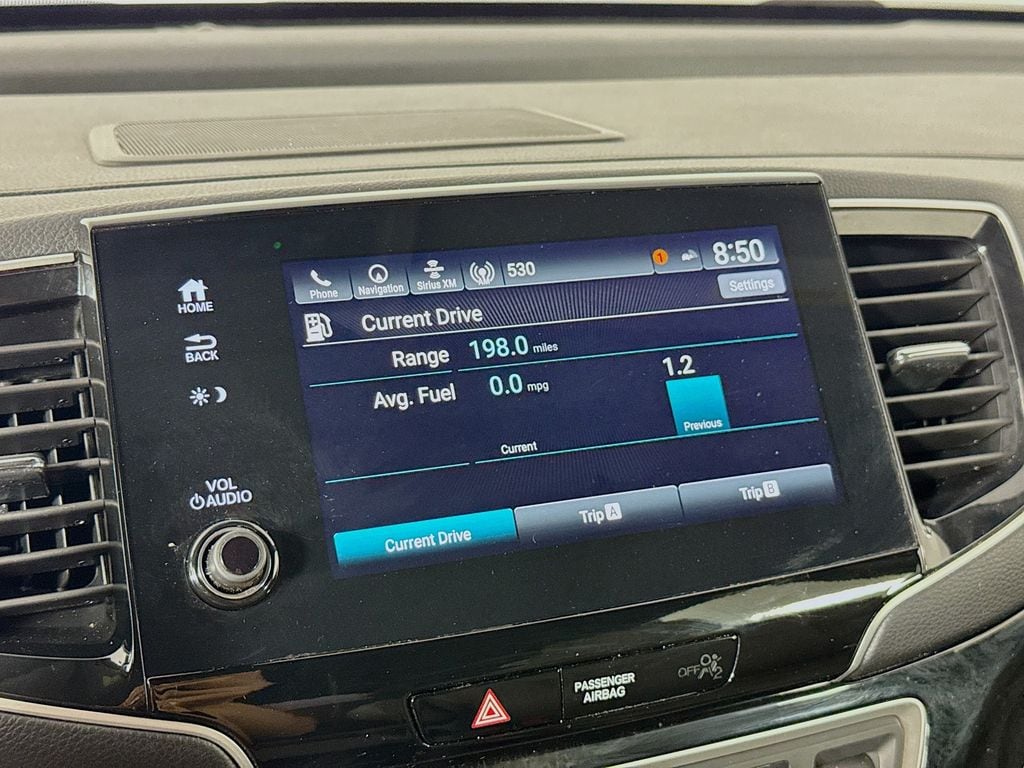 HOME
BACK
VOL
AUDIO
Phone
Navigation
Sirius XM
AM
530
1
8:50
Settings
Current Drive
Range 198.0 miles
Avg. Fuel 0.0 mpg
1.2
Previous
Current
Current Drive
Trip A
Trip B
PASSENGER
AIRBAG
OFF
2